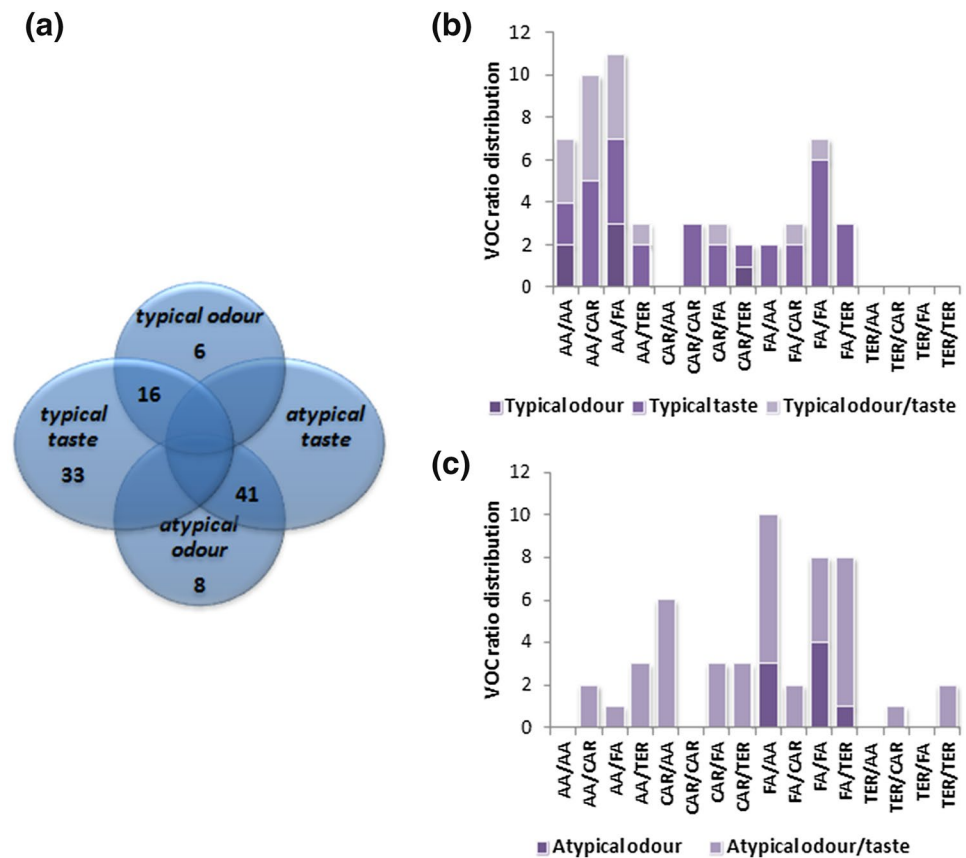 (a)
typical odour
6
16
typical
taste
33
atypical
taste
41
atypical
odour
8
(b)
VOC ratio distribution
12
10
8
6
4
2
0
AA/AA
AA/CAR
AA/FA
AA/TER
CAR/AA
CAR/CAR
CAR/FA
CAR/TER
FA/AA
FA/CAR
FA/FA
FA/TER
TER/AA
TER/CAR
TER/FA
TER/TER
Typical odour Typical taste Typical odour/taste
(c)
VOC ratio distribution
12
10
8
6
4
2
0
AA/AA
AA/CAR
AA/FA
AA/TER
CAR/AA
CAR/CAR
CAR/FA
CAR/TER
FA/AA
FA/CAR
FA/FA
FA/TER
TER/AA
TER/CAR
TER/FA
TER/TER
Atypical odour Atypical odour/taste